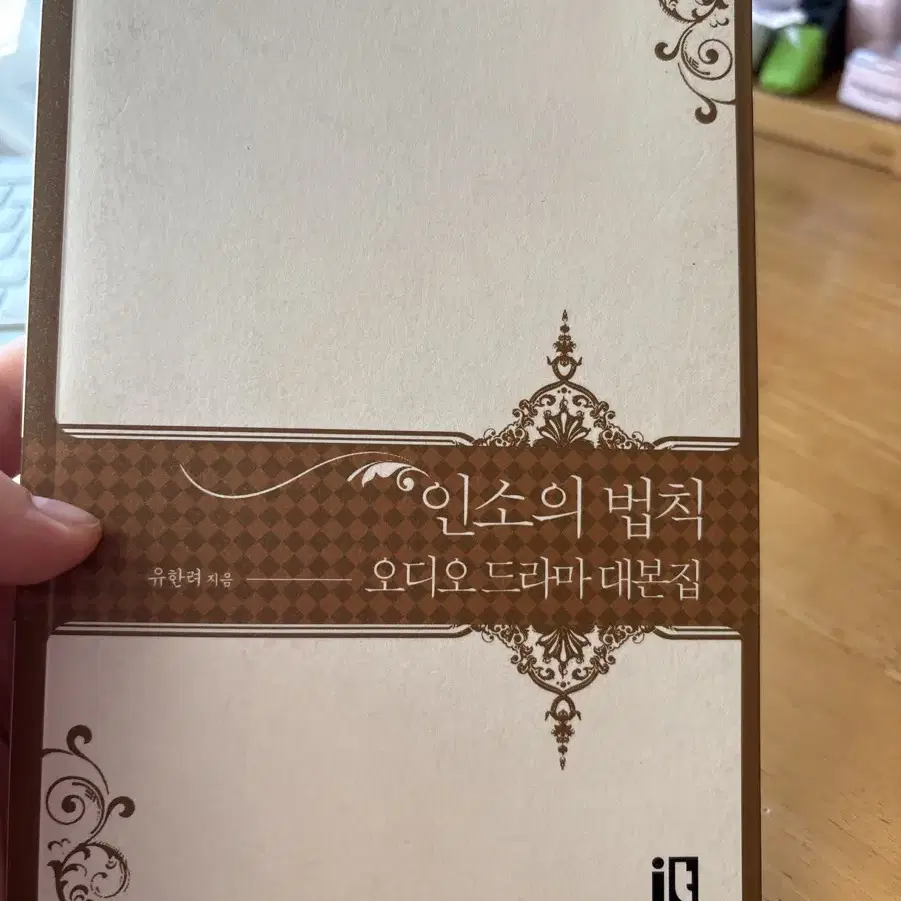 인소의 법칙
오디오 드라마 대본집
유한려 지음